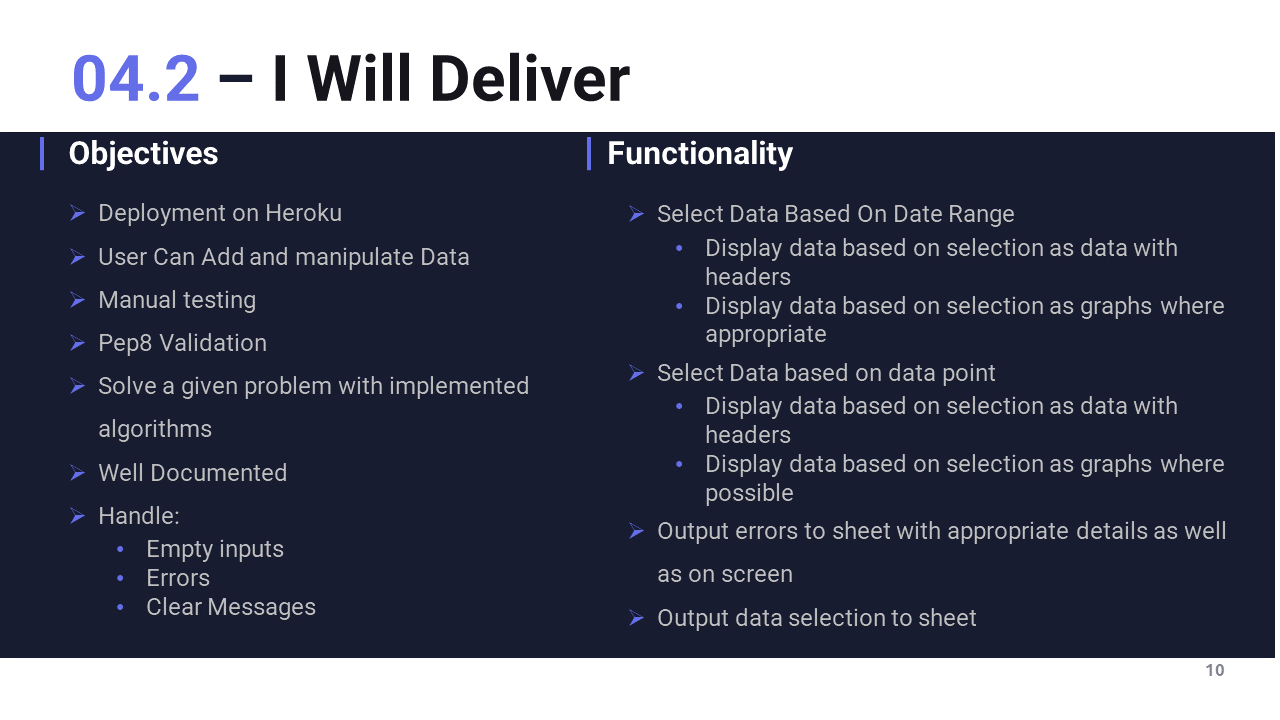 04.2 – I Will Deliver
Objectives
Deployment on Heroku
User Can Add and manipulate Data
Manual testing
Pep8 Validation
Solve a given problem with implemented
algorithms
Well Documented
Handle:
Empty inputs
Errors
Clear Messages
Functionality
Select Data Based On Date Range
Display data based on selection as data with
headers
Display data based on selection as graphs where
appropriate
Select Data based on data point
Display data based on selection as data with
headers
Display data based on selection as graphs where
possible
Output errors to sheet with appropriate details as well
as on screen
Output data selection to sheet
10